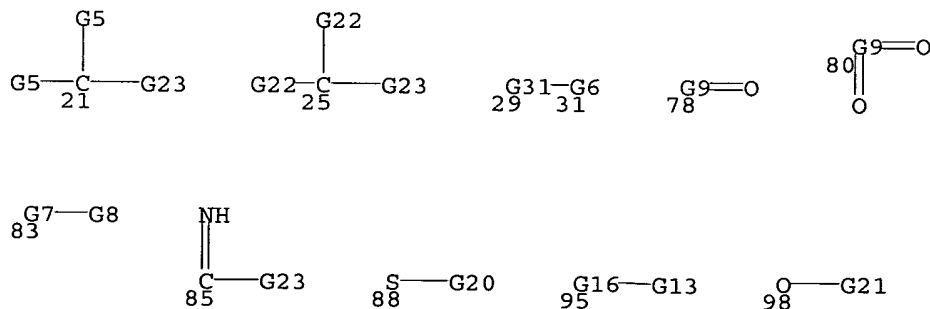 G5 G22
G9 O
80
G5 C G23 G22 C G23 G31 G6 G9 O
21 25 29 31 78
O
G7 G8 NH
83
C G23 S G20 G16 G13 O G21
85 88 95 98